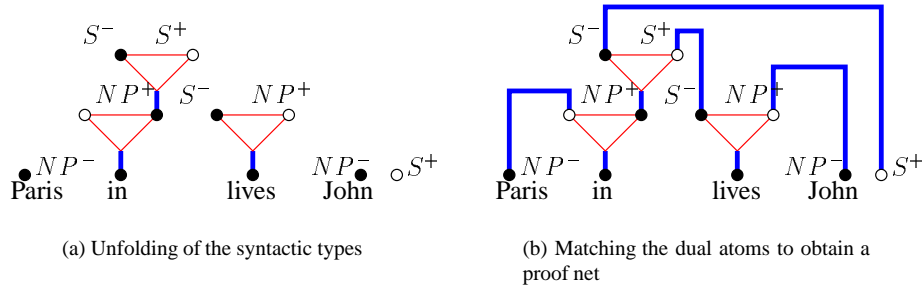 S⁻ S⁺
NP⁺ S⁻ NP⁺
NP⁻ NP⁻ S⁺
Paris in lives John
(a) Unfolding of the syntactic types
S⁻ S⁺
NP⁺ S⁻ NP⁺
NP⁻ NP⁻ S⁺
Paris in lives John
(b) Matching the dual atoms to obtain a
proof net